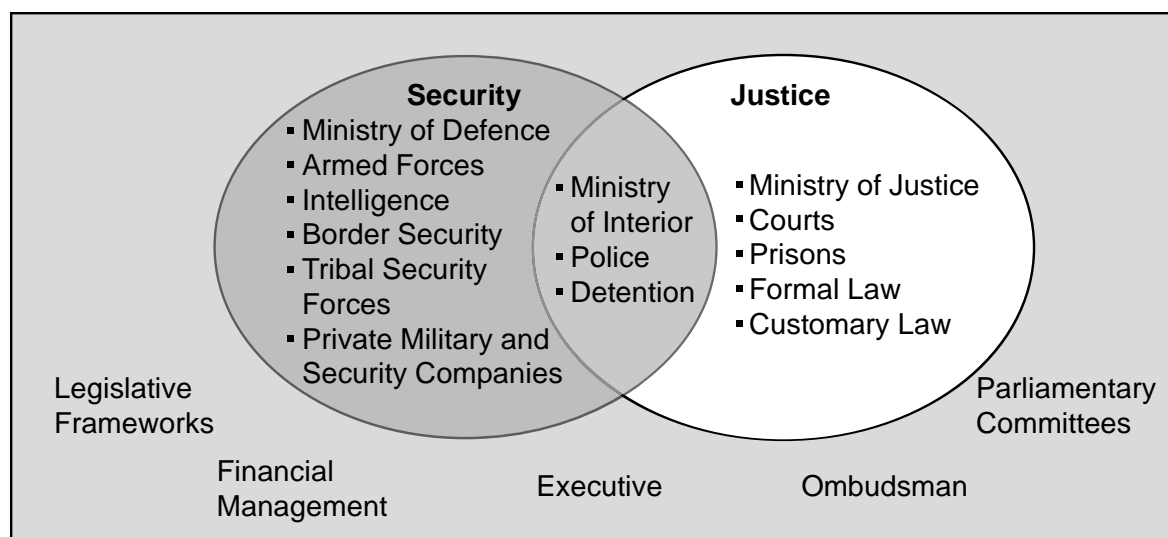 Security
▪ Ministry of Defence
▪ Armed Forces
▪ Intelligence
▪ Border Security
▪ Tribal Security
Forces
▪ Private Military and
Security Companies
▪ Ministry
of Interior
▪ Police
▪ Detention
Justice
▪ Ministry of Justice
▪ Courts
▪ Prisons
▪ Formal Law
▪ Customary Law
Legislative
Frameworks
Financial
Management
Executive
Ombudsman
Parliamentary
Committees